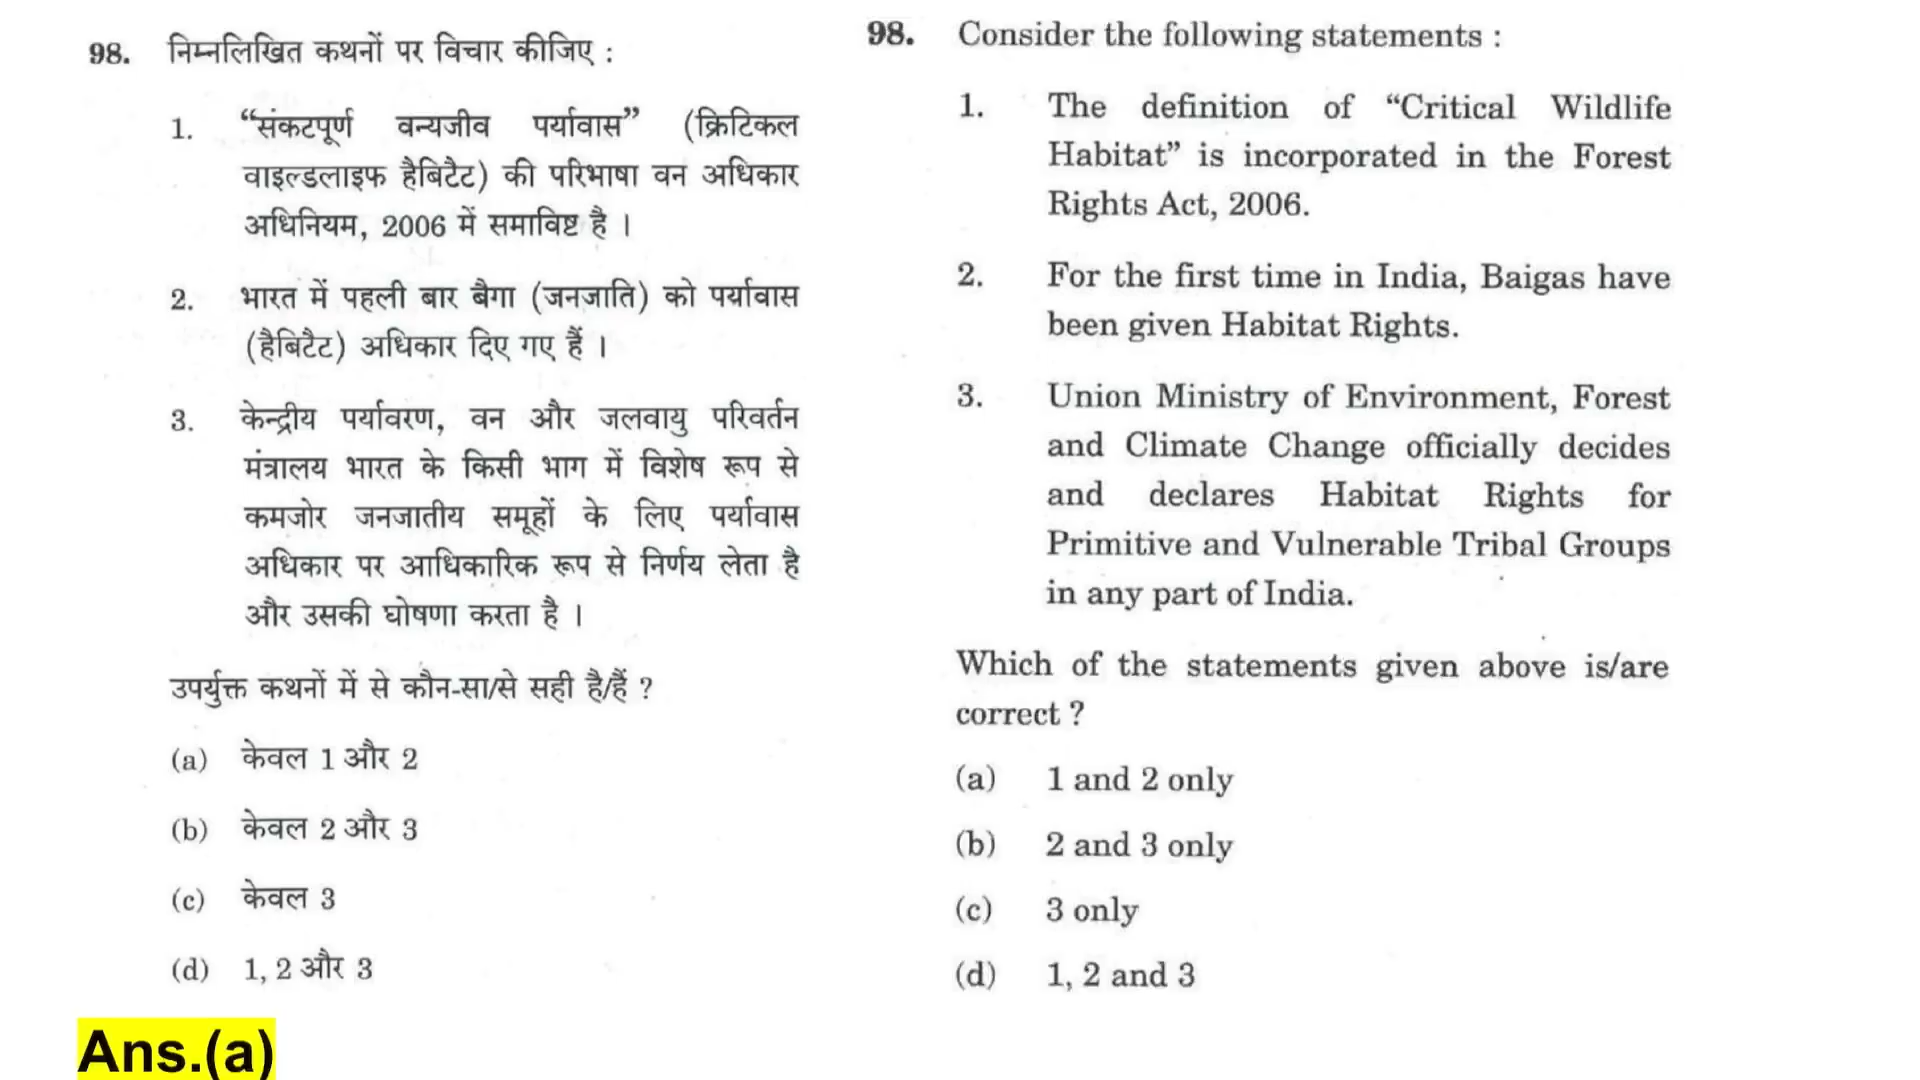 98. निम्नलिखित कथनों पर विचार कीजिए :
1. “संकटपूर्ण वन्यजीव पर्यावास” (क्रिटिकल
वाइल्डलाइफ हैबिटैट) की परिभाषा वन अधिकार
अधिनियम, 2006 में समाविष्ट है ।
2. भारत में पहली बार बैगा (जनजाति) को पर्यावास
(हैबिटैट) अधिकार दिए गए हैं ।
3. केन्द्रीय पर्यावरण, वन और जलवायु परिवर्तन
मंत्रालय भारत के किसी भाग में विशेष रूप से
कमजोर जनजातीय समूहों के लिए पर्यावास
अधिकार पर आधिकारिक रूप से निर्णय लेता है
और उसकी घोषणा करता है ।
उपर्युक्त कथनों में से कौन-सा/से सही है/हैं ?
(a) केवल 1 और 2
(b) केवल 2 और 3
(c) केवल 3
(d) 1, 2 और 3
Ans.(a)
98. Consider the following statements :
1. The definition of “Critical Wildlife
Habitat” is incorporated in the Forest
Rights Act, 2006.
2. For the first time in India, Baigas have
been given Habitat Rights.
3. Union Ministry of Environment, Forest
and Climate Change officially decides
and declares Habitat Rights for
Primitive and Vulnerable Tribal Groups
in any part of India.
Which of the statements given above is/are
correct ?
(a) 1 and 2 only
(b) 2 and 3 only
(c) 3 only
(d) 1, 2 and 3